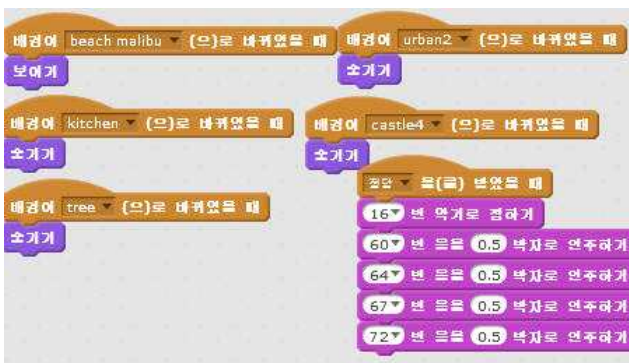 배경이 beach malibu (으)로 바뀌었을 때
보이기
배경이 urban2 (으)로 바뀌었을 때
숨기기
배경이 kitchen (으)로 바뀌었을 때
숨기기
배경이 castle4 (으)로 바뀌었을 때
숨기기
배경이 tree (으)로 바뀌었을 때
숨기기
정답 을(를) 받았을 때
16 번 악기로 정하기
60 번 음을 0.5 박자로 연주하기
64 번 음을 0.5 박자로 연주하기
67 번 음을 0.5 박자로 연주하기
72 번 음을 0.5 박자로 연주하기